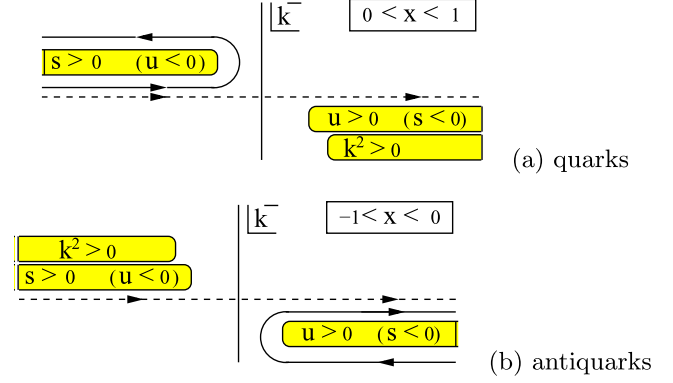 k⁻
0 < x < 1
s > 0 (u < 0)
u > 0 (s < 0)
k² > 0
(a) quarks
k⁻
−1 < x < 0
k² > 0
s > 0 (u < 0)
u > 0 (s < 0)
(b) antiquarks